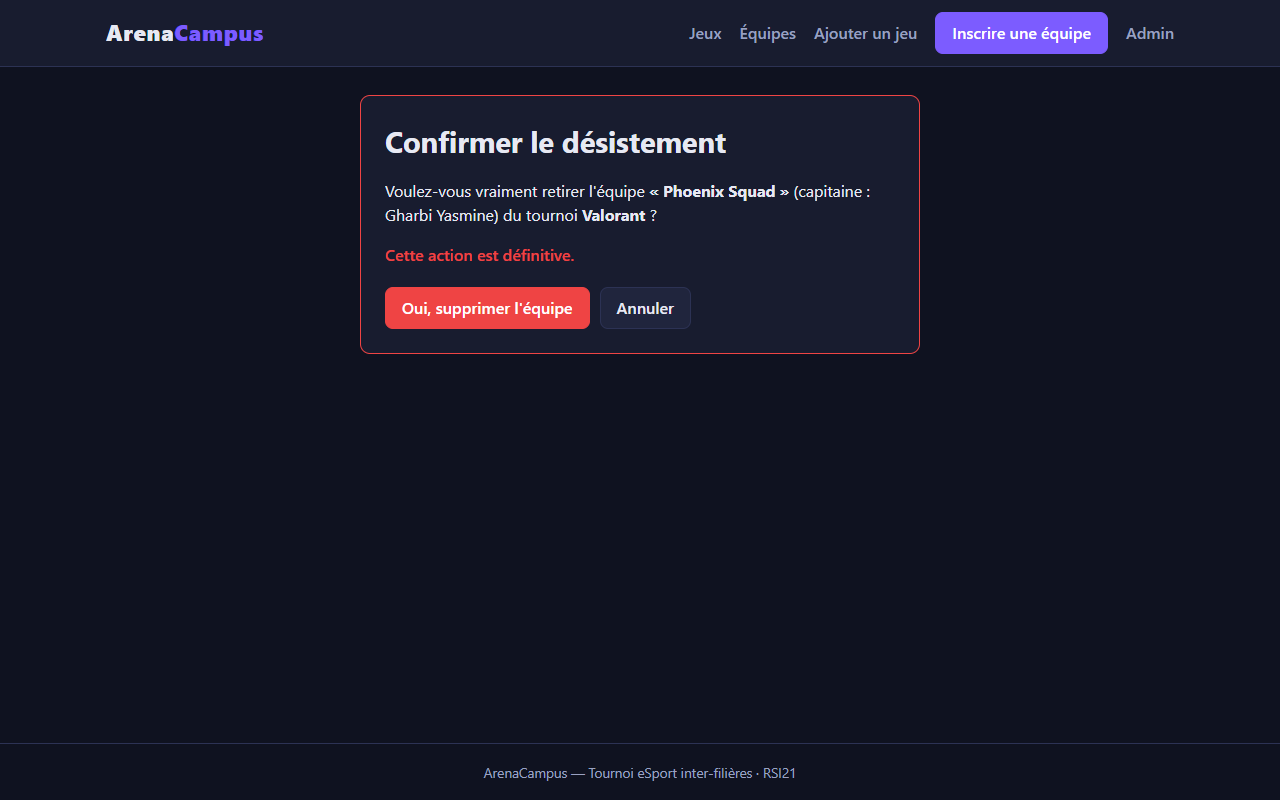 ArenaCampus
Jeux
Équipes
Ajouter un jeu
Inscrire une équipe
Admin
Confirmer le désistement
Voulez-vous vraiment retirer l'équipe « Phoenix Squad » (capitaine :
Gharbi Yasmine) du tournoi Valorant ?
Cette action est définitive.
Oui, supprimer l'équipe
Annuler
ArenaCampus — Tournoi eSport inter-filières · RSI21